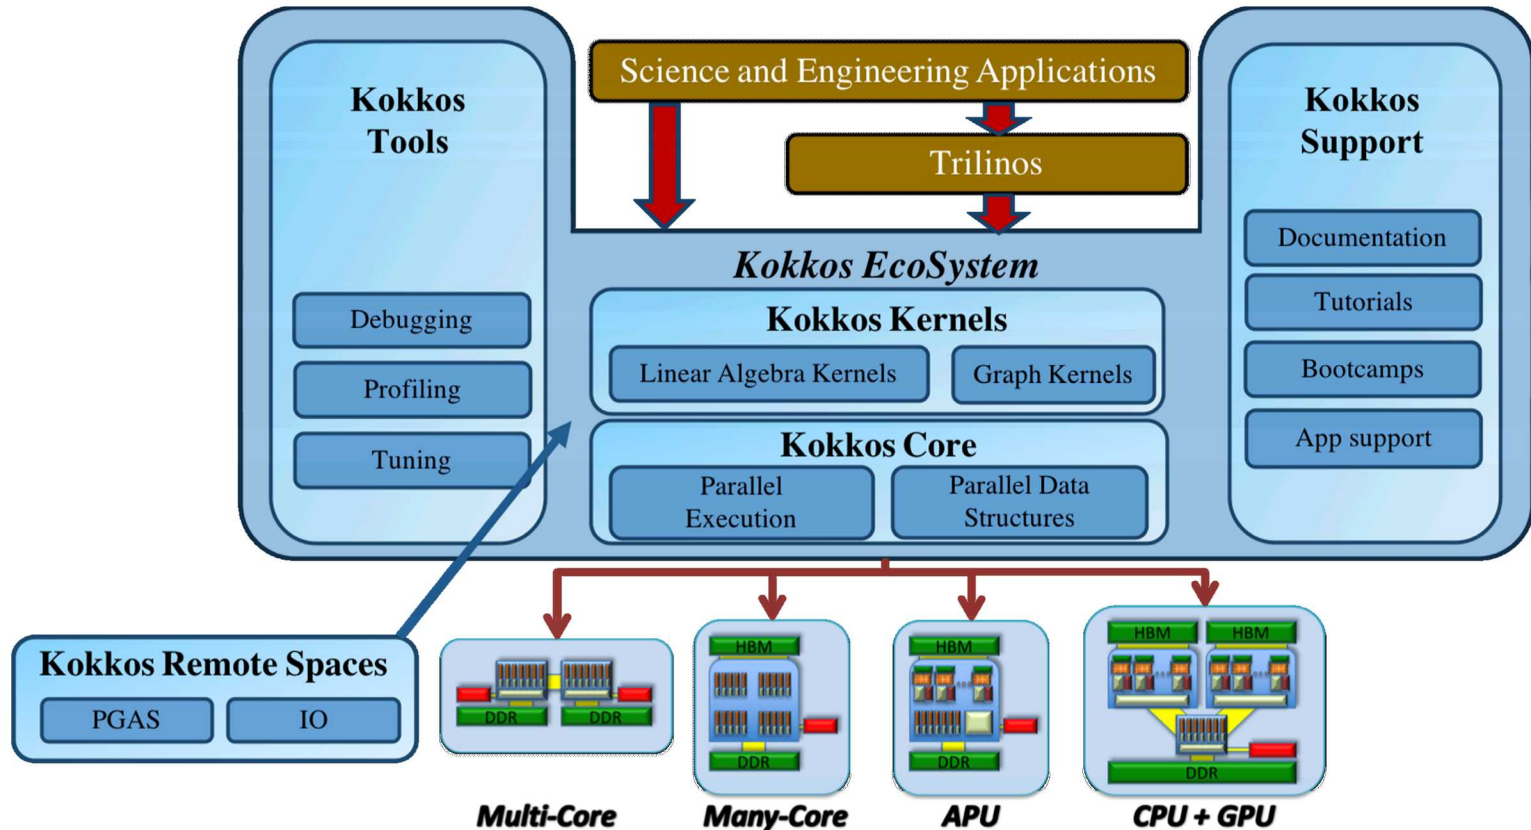 Kokkos
Tools
Debugging
Profiling
Tuning
Science and Engineering Applications
Trilinos
Kokkos EcoSystem
Kokkos Kernels
Linear Algebra Kernels
Graph Kernels
Kokkos Core
Parallel
Execution
Parallel Data
Structures
Kokkos
Support
Documentation
Tutorials
Bootcamps
App support
Kokkos Remote Spaces
PGAS
IO
DDR
DDR
Multi-Core
HBM
DDR
Many-Core
HBM
DDR
APU
HBM
HBM
DDR
CPU + GPU